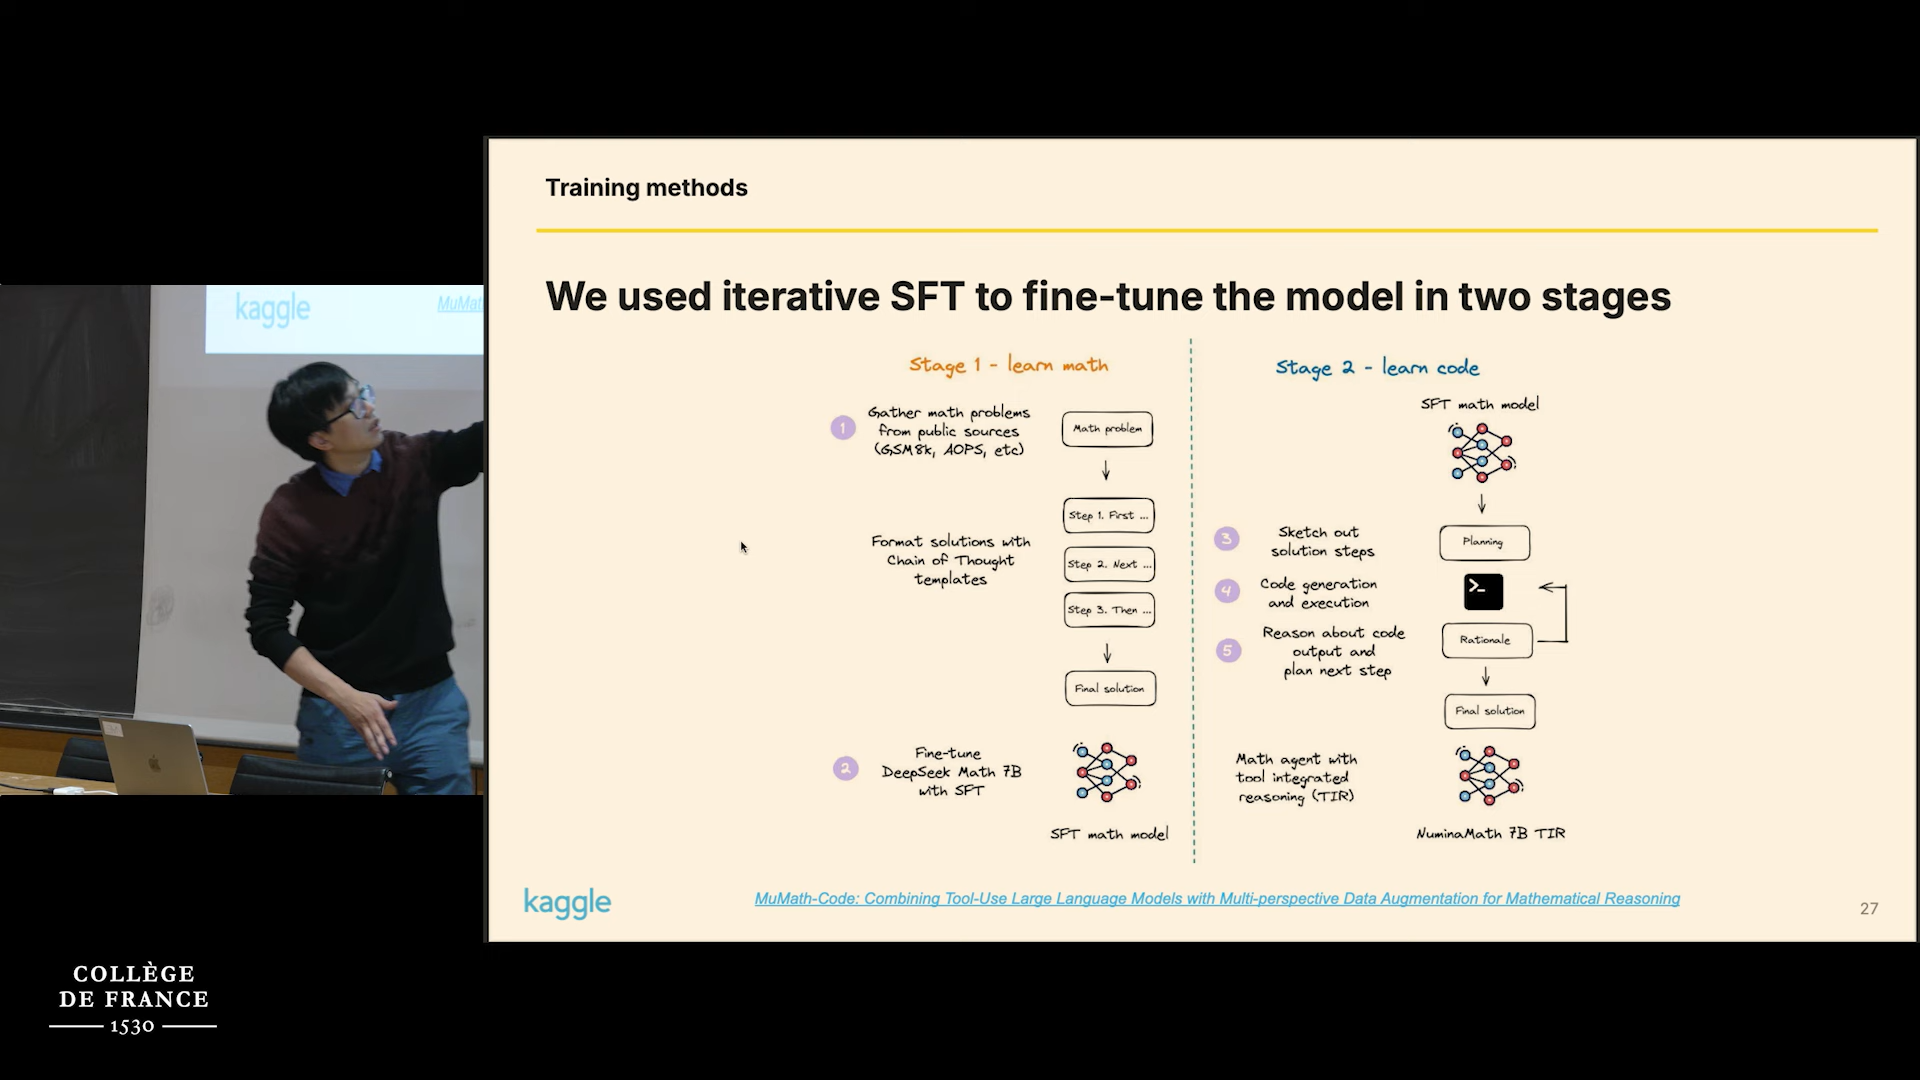 kaggle
MuMat
Training methods
We used iterative SFT to fine-tune the model in two stages
Stage 1 - learn math
1
Gather math problems
from public sources
(GSM8k, AOPS, etc)
Math problem
Format solutions with
Chain of Thought
templates
Step 1. First ...
Step 2. Next ...
Step 3. Then ...
Final solution
2
Fine-tune
DeepSeek Math 7B
with SFT
SFT math model
Stage 2 - learn code
SFT math model
3
Sketch out
solution steps
Planning
4
Code generation
and execution
>_
5
Reason about code
output and
plan next step
Rationale
Final solution
Math agent with
tool integrated
reasoning (TIR)
NuminaMath 7B TIR
kaggle
MuMath-Code: Combining Tool-Use Large Language Models with Multi-perspective Data Augmentation for Mathematical Reasoning
27
COLLÈGE
DE FRANCE
1530